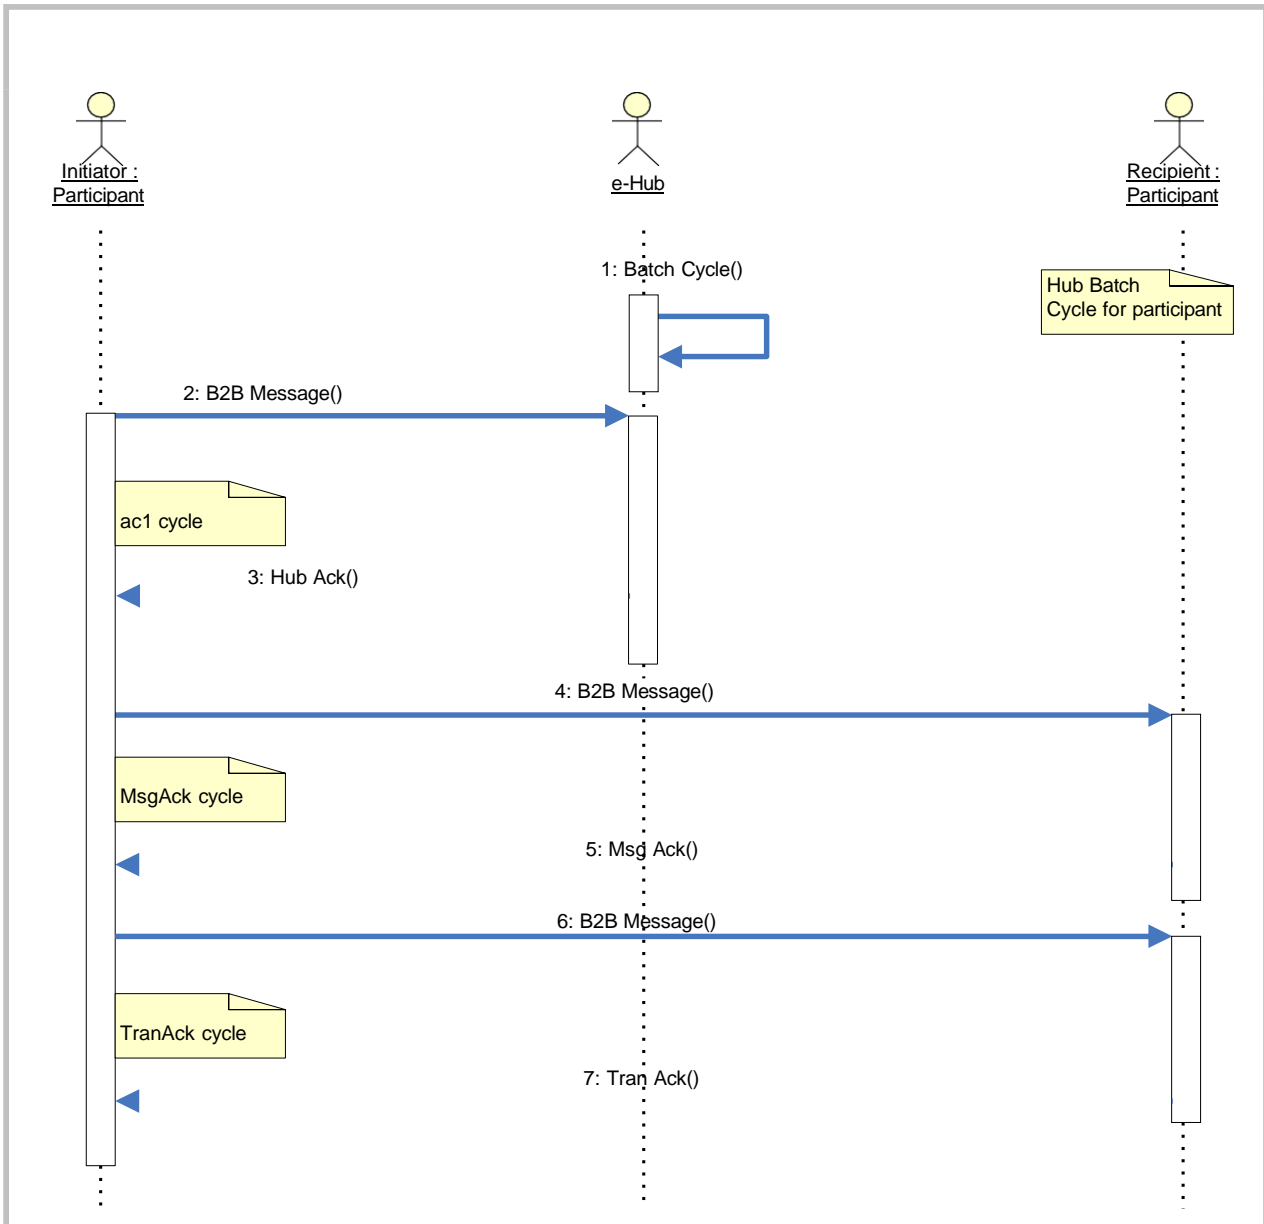 Initiator :
Participant
e-Hub
Recipient :
Participant
1: Batch Cycle()
Hub Batch
Cycle for participant
2: B2B Message()
ac1 cycle
3: Hub Ack()
4: B2B Message()
MsgAck cycle
5: Msg Ack()
6: B2B Message()
TranAck cycle
7: Tran Ack()